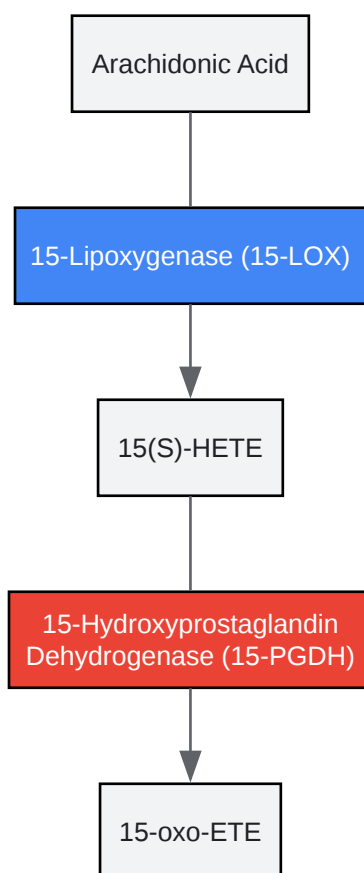 Arachidonic Acid
15-Lipoxygenase (15-LOX)
15(S)-HETE
15-Hydroxyprostaglandin
Dehydrogenase (15-PGDH)
15-oxo-ETE